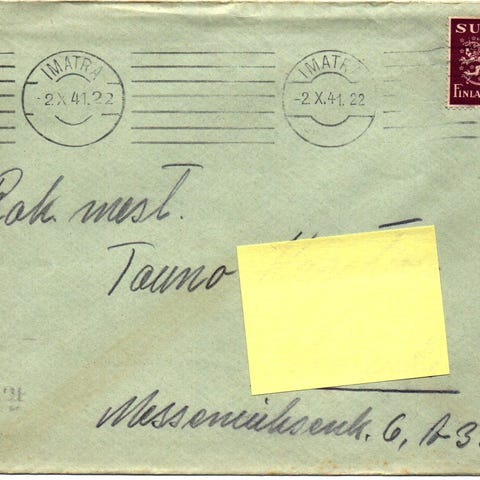 IMATRA
-2.X.41.22
IMATRA
-2.X.41.22
SU
FINLA
Rak. mest.
Tauno
Messeniuksenk. 6, A 3